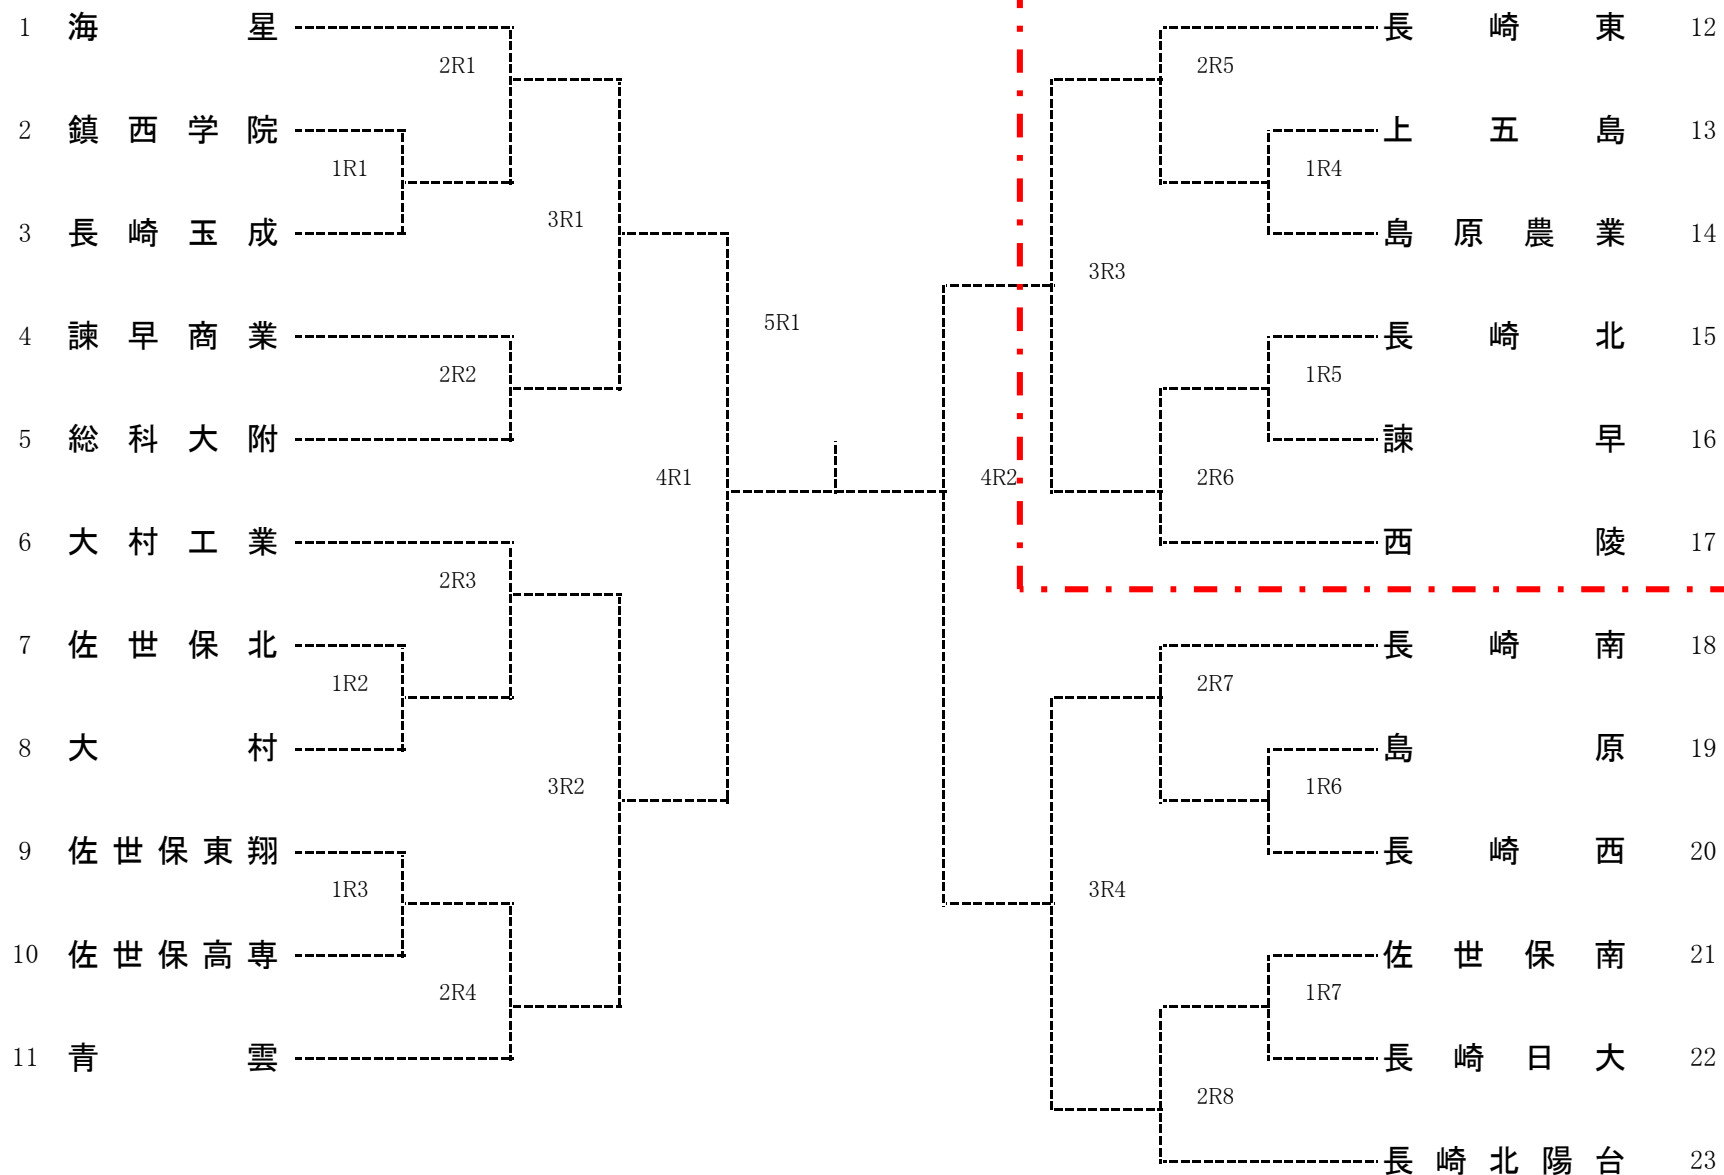 1 海星
2R1
2 鎮西学院
1R1
3 長崎玉成
3R1
4 諫早商業
2R2
5 総科大附
4R1
6 大村工業
2R3
7 佐世保北
1R2
8 大村
3R2
9 佐世保東翔
1R3
10 佐世保高専
2R4
11 青雲
5R1
4R2
長崎東 12
2R5
上五島 13
1R4
島原農業 14
3R3
長崎北 15
1R5
諫早 16
2R6
西陵 17
長崎南 18
2R7
島原 19
1R6
長崎西 20
3R4
佐世保南 21
1R7
長崎日大 22
2R8
長崎北陽台 23